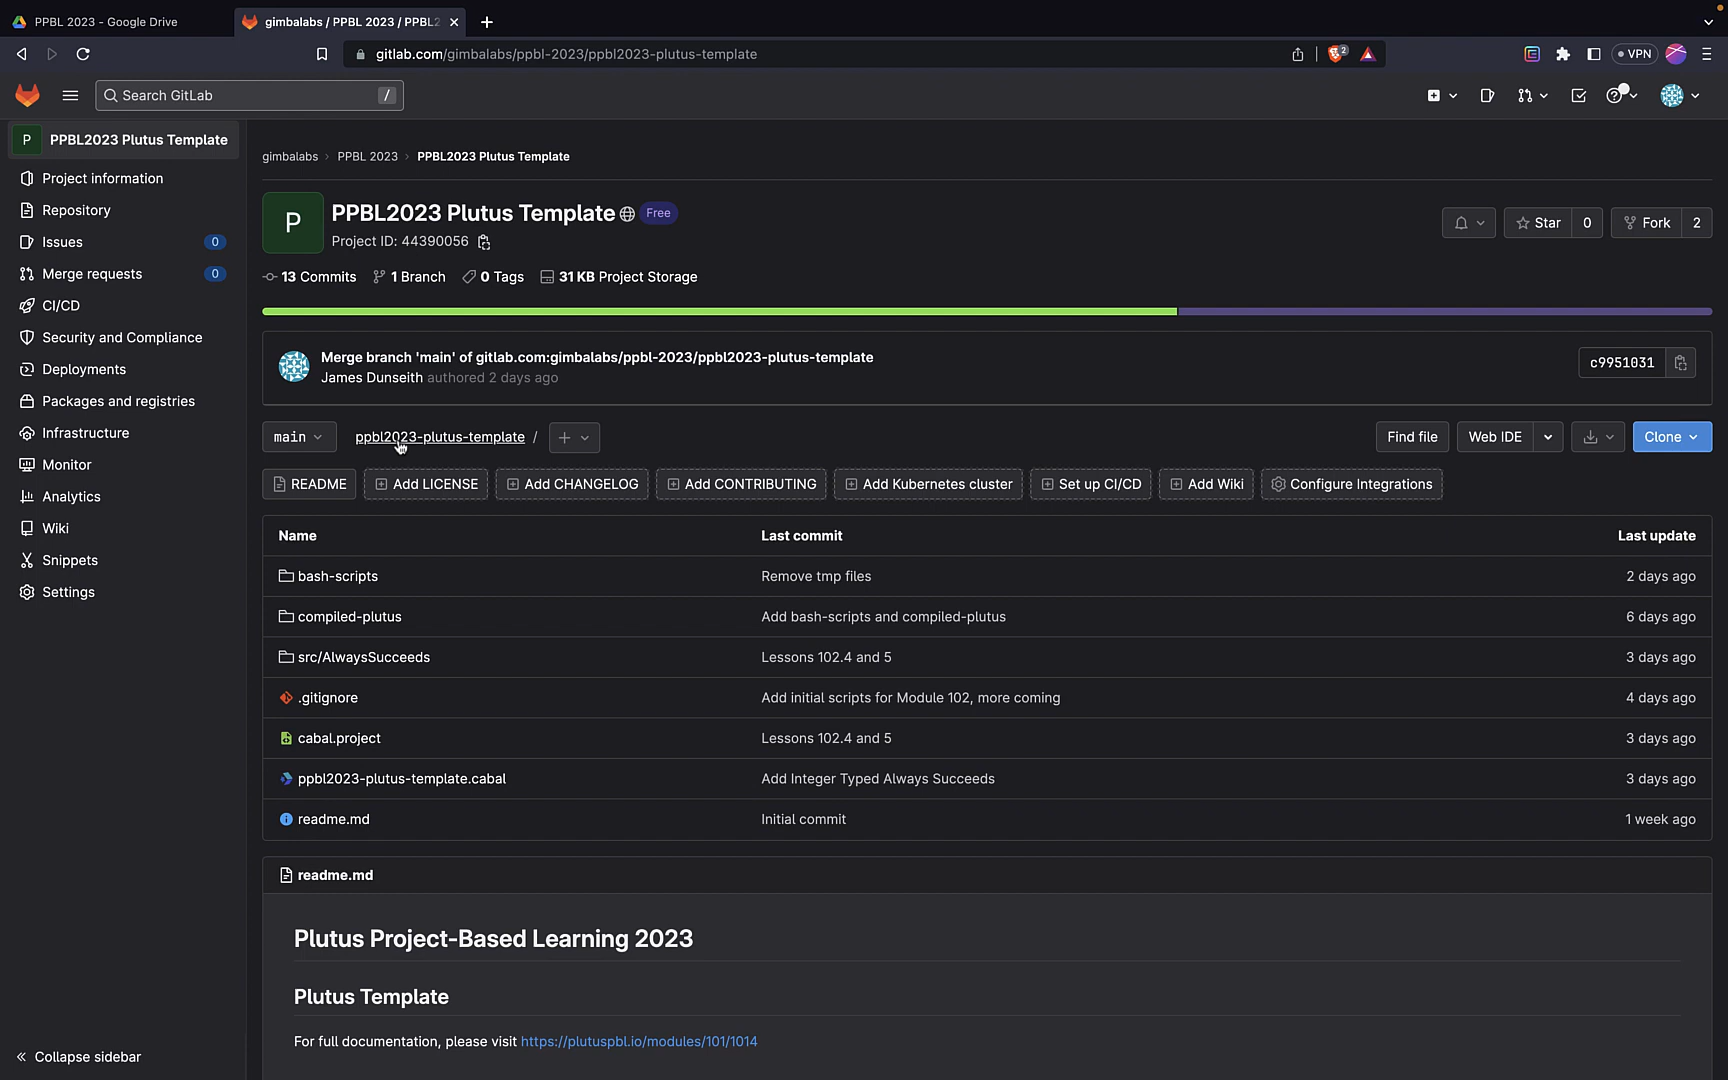 PPBL 2023 - Google Drive
gimbalabs / PPBL 2023 / PPBL2
gitlab.com/gimbalabs/ppbl-2023/ppbl2023-plutus-template
2
VPN
Search GitLab
/
P PPBL2023 Plutus Template
Project information
Repository
Issues 0
Merge requests 0
CI/CD
Security and Compliance
Deployments
Packages and registries
Infrastructure
Monitor
Analytics
Wiki
Snippets
Settings
Collapse sidebar
gimbalabs › PPBL 2023 › PPBL2023 Plutus Template
P
PPBL2023 Plutus Template Free
Project ID: 44390056
Star 0 Fork 2
13 Commits 1 Branch 0 Tags 31 KB Project Storage
Merge branch 'main' of gitlab.com:gimbalabs/ppbl-2023/ppbl2023-plutus-template
James Dunseith authored 2 days ago
c9951031
main ppbl2023-plutus-template / +
Find file Web IDE Clone
README Add LICENSE Add CHANGELOG Add CONTRIBUTING Add Kubernetes cluster Set up CI/CD Add Wiki Configure Integrations
Name Last commit Last update
bash-scripts Remove tmp files 2 days ago
compiled-plutus Add bash-scripts and compiled-plutus 6 days ago
src/AlwaysSucceeds Lessons 102.4 and 5 3 days ago
.gitignore Add initial scripts for Module 102, more coming 4 days ago
cabal.project Lessons 102.4 and 5 3 days ago
ppbl2023-plutus-template.cabal Add Integer Typed Always Succeeds 3 days ago
readme.md Initial commit 1 week ago
readme.md
Plutus Project-Based Learning 2023
Plutus Template
For full documentation, please visit https://plutuspbl.io/modules/101/1014